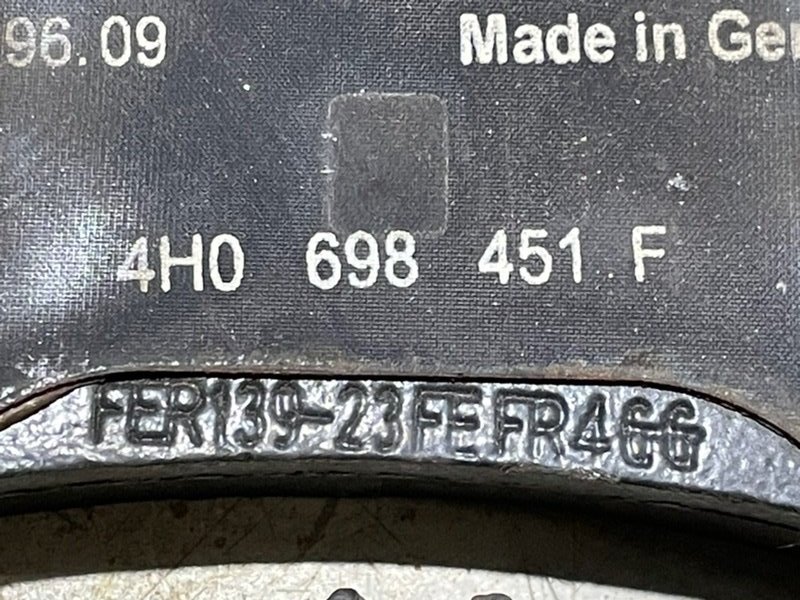 96.09 Made in Ger
4H0 698 451 F
FER139-23FE FR4GG